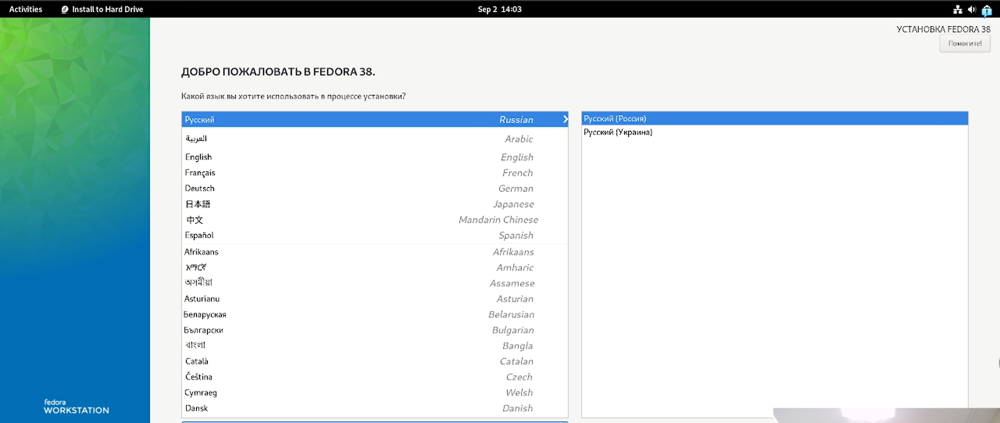 Activities Install to Hard Drive Sep 2 14:03
УСТАНОВКА FEDORA 38
Помогите!
ДОБРО ПОЖАЛОВАТЬ В FEDORA 38.
Какой язык вы хотите использовать в процессе установки?
Русский Russian
العربية Arabic
English English
Français French
Deutsch German
日本語 Japanese
中文 Mandarin Chinese
Español Spanish
Afrikaans Afrikaans
አማርኛ Amharic
অসমীয়া Assamese
Asturianu Asturian
Беларуская Belarusian
Български Bulgarian
বাংলা Bangla
Català Catalan
Čeština Czech
Cymraeg Welsh
Dansk Danish
Русский (Россия)
Русский (Украина)
fedora
WORKSTATION